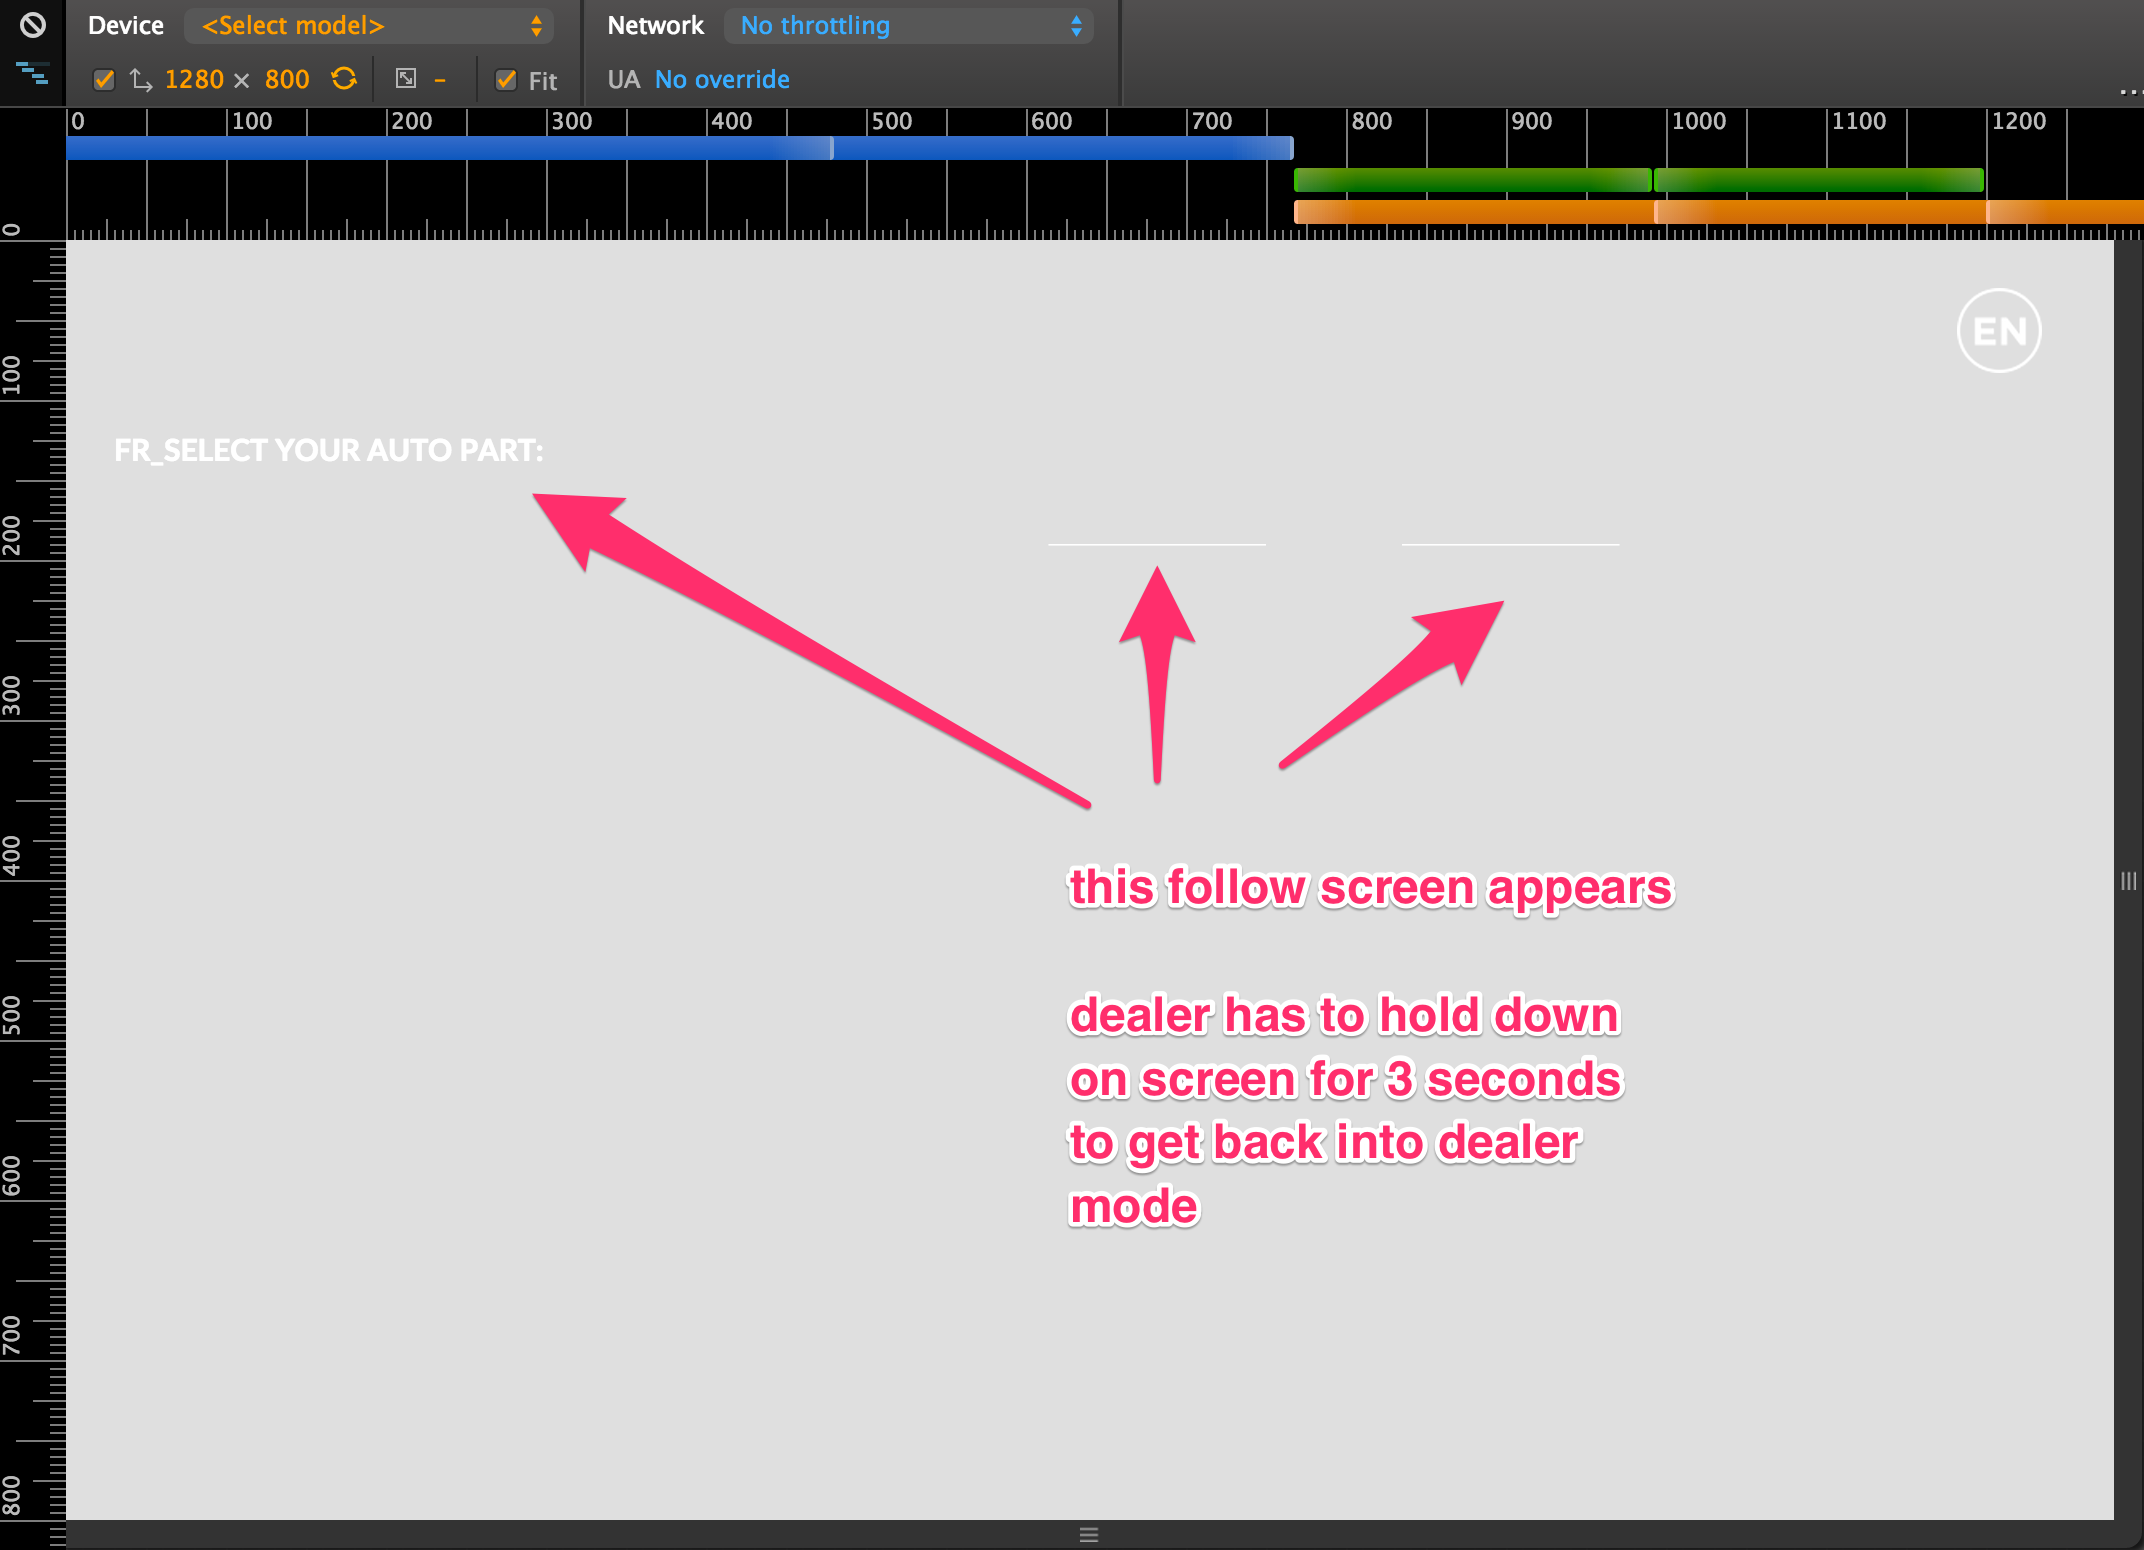 Device <Select model> Network No throttling
1280 × 800 – Fit UA No override
...
0 100 200 300 400 500 600 700 800 900 1000 1100 1200
0
100
200
300
400
500
600
700
800
EN
FR_SELECT YOUR AUTO PART:
this follow screen appears
dealer has to hold down
on screen for 3 seconds
to get back into dealer
mode